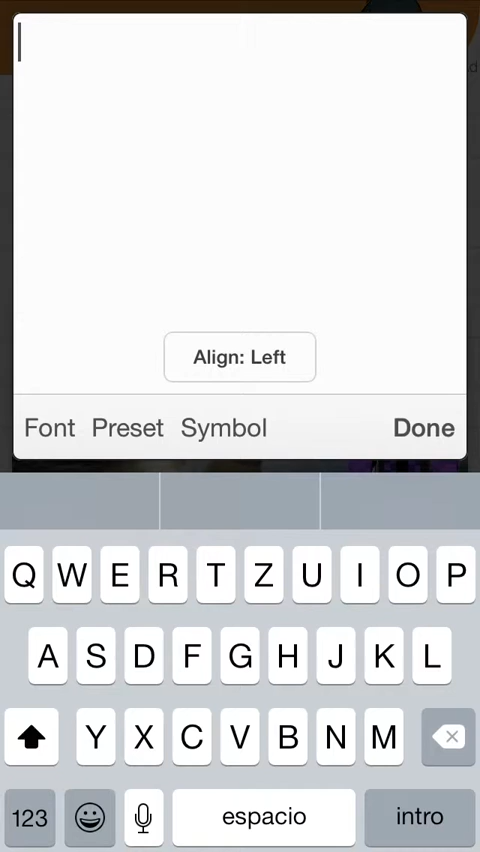 Align: Left
Font Preset Symbol Done
Q W E R T Z U I O P
A S D F G H J K L
Y X C V B N M
123 espacio intro